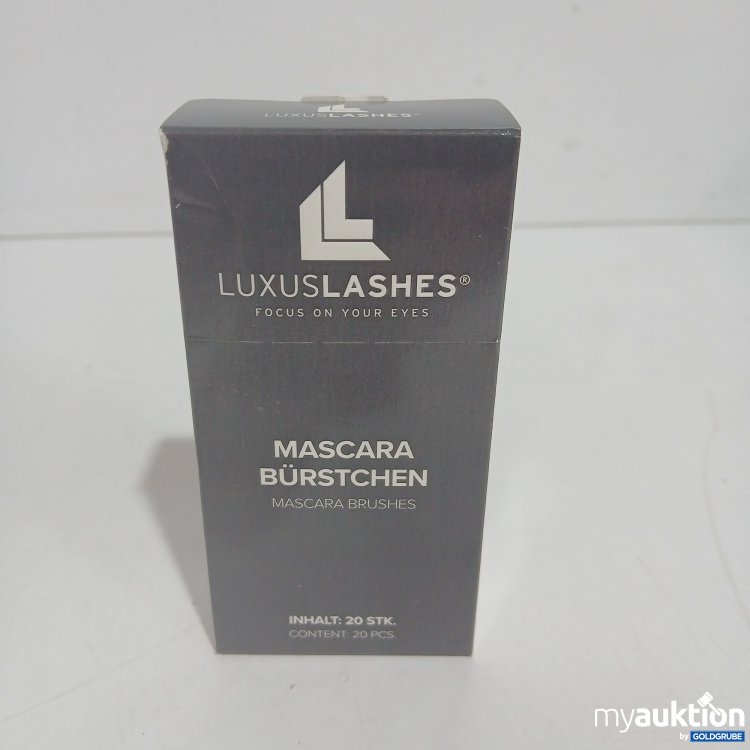 LUXUSLASHES®
LUXUSLASHES®
FOCUS ON YOUR EYES
MASCARA
BÜRSTCHEN
MASCARA BRUSHES
INHALT: 20 STK.
CONTENT: 20 PCS.
myauktion
by GOLDGRUBE